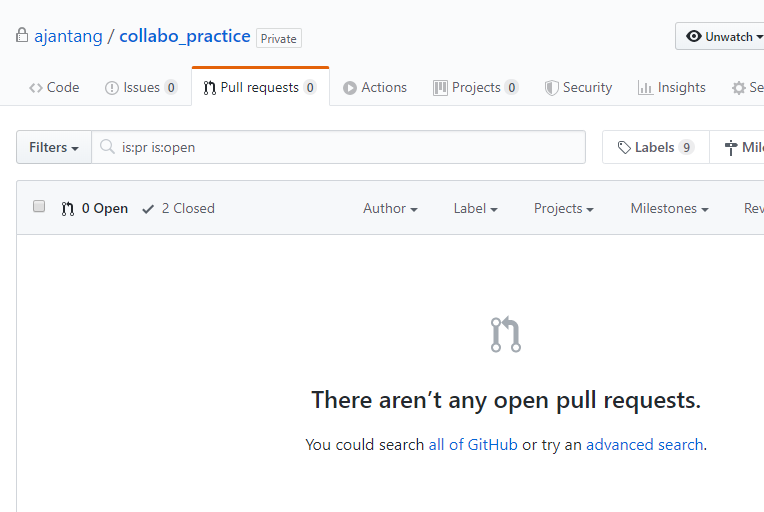 ajantang / collabo_practice Private Unwatch
Code Issues 0 Pull requests 0 Actions Projects 0 Security Insights Se
Filters is:pr is:open Labels 9 Mile
0 Open 2 Closed Author Label Projects Milestones Rev
There aren’t any open pull requests.
You could search all of GitHub or try an advanced search.